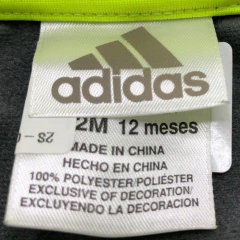 adidas
2M 12 meses
MADE IN CHINA
HECHO EN CHINA
100% POLYESTER/POLIÉSTER
EXCLUSIVE OF DECORATION/
EXCLUYENDO LA DECORACION